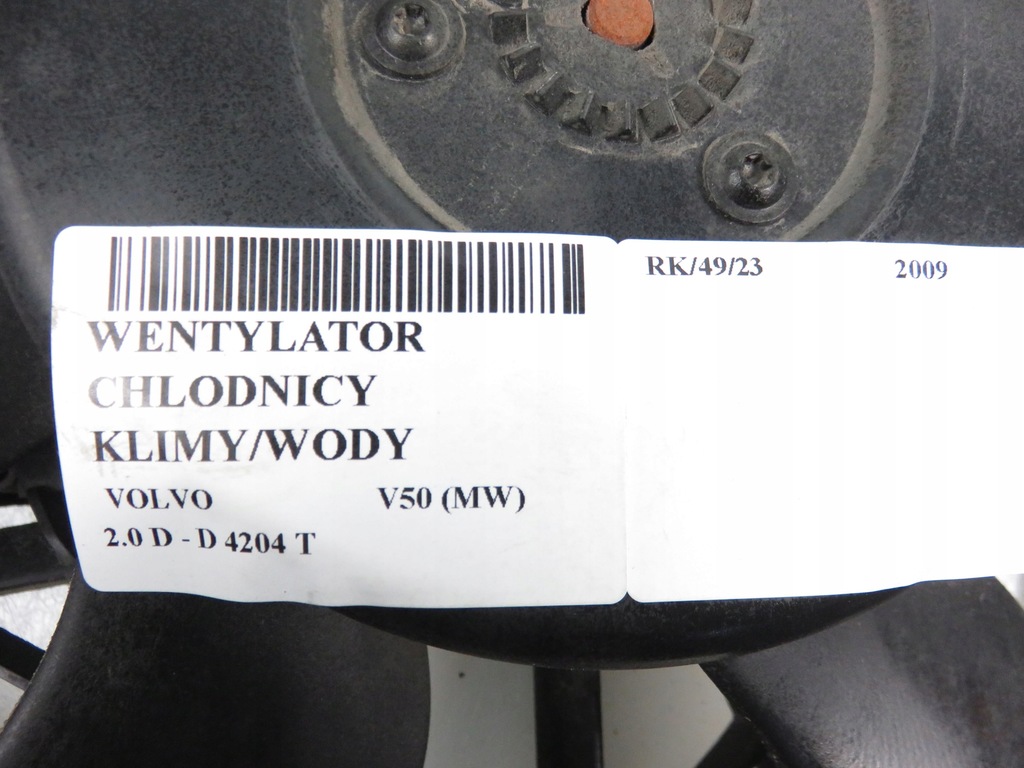 WENTYLATOR
CHLODNICY
KLIMY/WODY
VOLVO V50 (MW)
2.0 D - D 4204 T
RK/49/23 2009